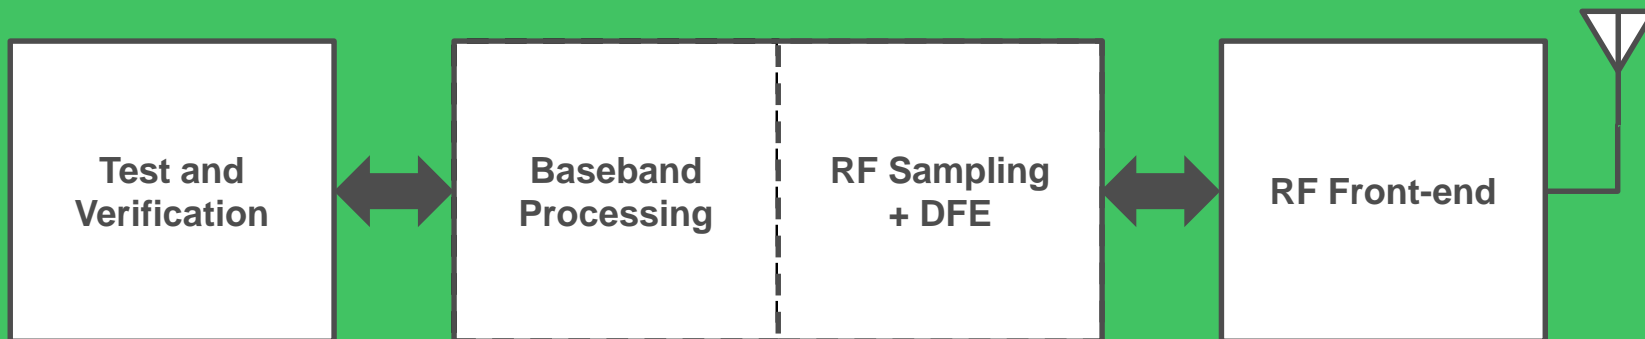 Test and
Verification
Baseband
Processing
RF Sampling
+ DFE
RF Front-end